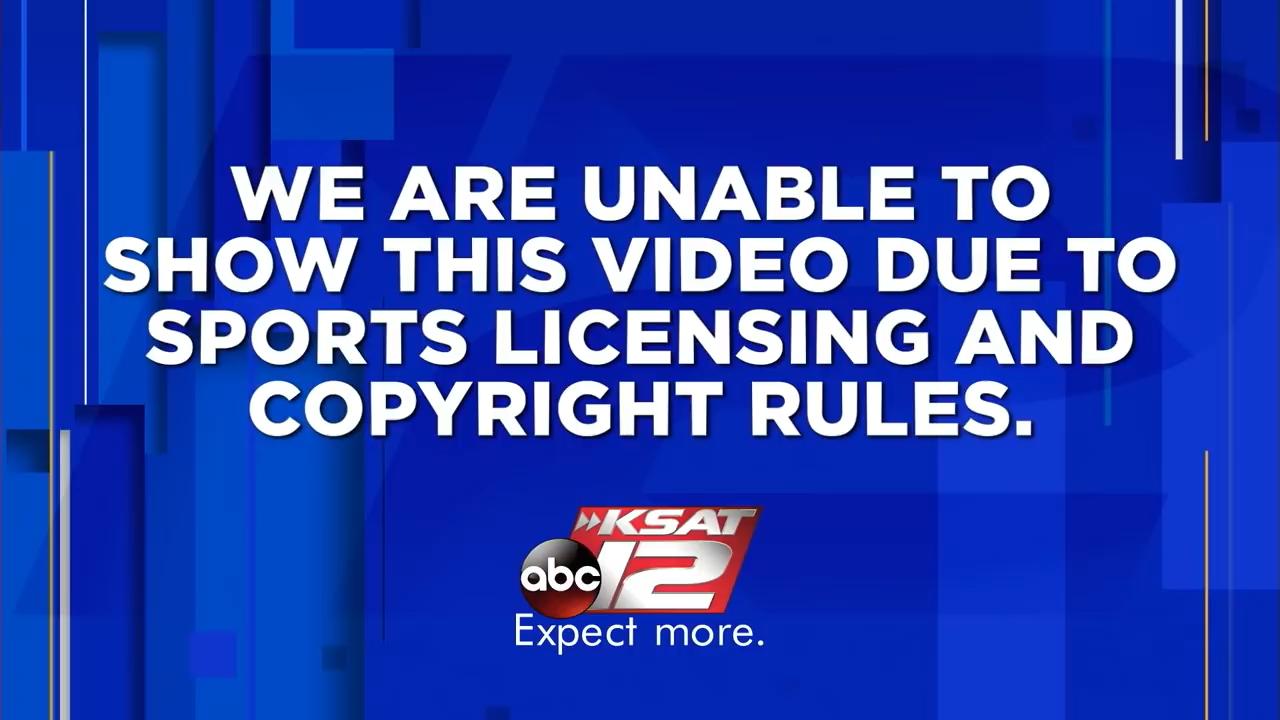 WE ARE UNABLE TO
SHOW THIS VIDEO DUE TO
SPORTS LICENSING AND
COPYRIGHT RULES.
KSAT
abc 12
Expect more.